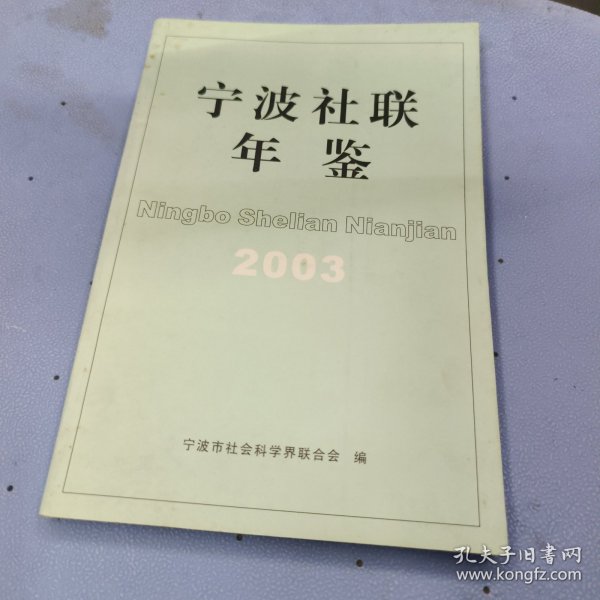 宁波社联
年鉴
Ningbo Shelian Nianjian
2003
宁波市社会科学界联合会 编
孔夫子旧书网
www.kongfz.com